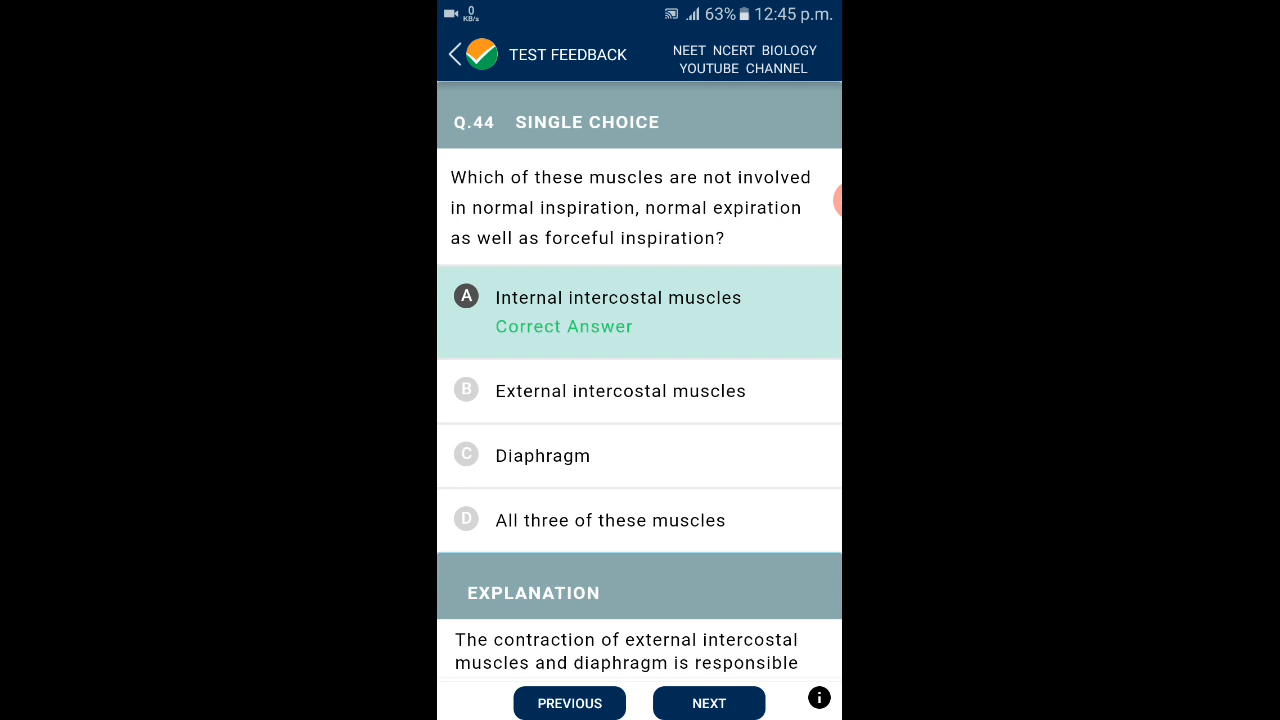 0
KB/s
63% 12:45 p.m.
TEST FEEDBACK
NEET NCERT BIOLOGY
YOUTUBE CHANNEL
Q.44 SINGLE CHOICE
Which of these muscles are not involved
in normal inspiration, normal expiration
as well as forceful inspiration?
A Internal intercostal muscles
Correct Answer
B External intercostal muscles
C Diaphragm
D All three of these muscles
EXPLANATION
The contraction of external intercostal
muscles and diaphragm is responsible
PREVIOUS NEXT i